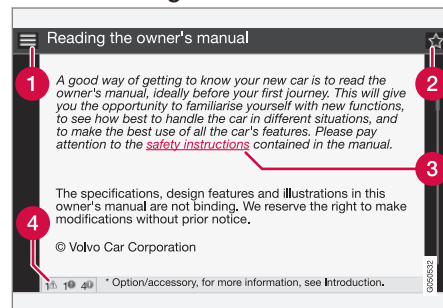 Reading the owner's manual
1
2
A good way of getting to know your new car is to read the
owner's manual, ideally before your first journey. This will give
you the opportunity to familiarise yourself with new functions,
to see how best to handle the car in different situations, and
to make the best use of all the car's features. Please pay
attention to the safety instructions contained in the manual.
3
The specifications, design features and illustrations in this
owner's manual are not binding. We reserve the right to make
modifications without prior notice.
4
© Volvo Car Corporation
1 1 4 * Option/accessory, for more information, see Introduction.
G050532